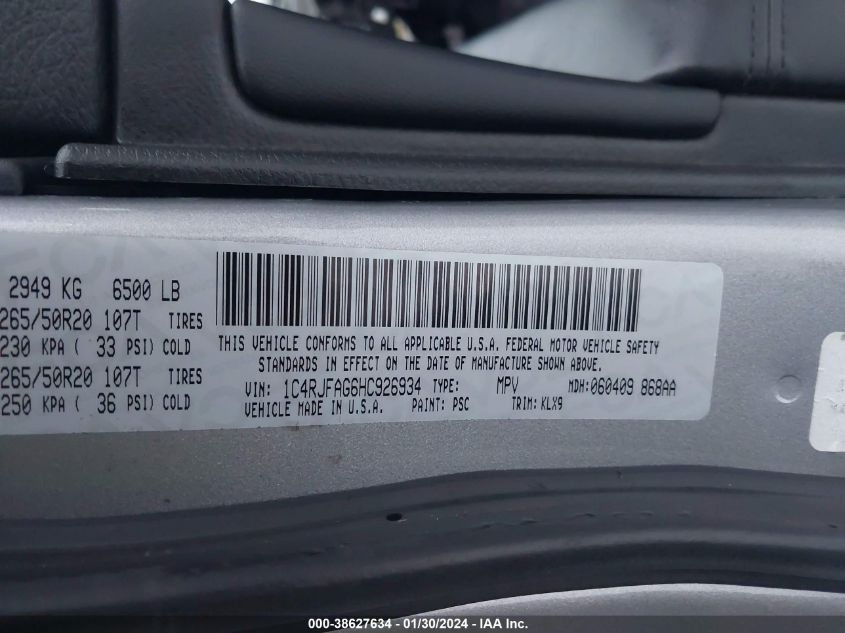 2949 KG 6500 LB
265/50R20 107T TIRES
230 KPA ( 33 PSI) COLD
265/50R20 107T TIRES
250 KPA ( 36 PSI) COLD
THIS VEHICLE CONFORMS TO ALL APPLICABLE U.S.A. FEDERAL MOTOR VEHICLE SAFETY
STANDARDS IN EFFECT ON THE DATE OF MANUFACTURE SHOWN ABOVE.
VIN: 1C4RJFAG6HC926934 TYPE: MPV MDH:060409 868AA
VEHICLE MADE IN U.S.A. PAINT: PSC TRIM: KLX9
000-38627634 - 01/30/2024 - IAA Inc.